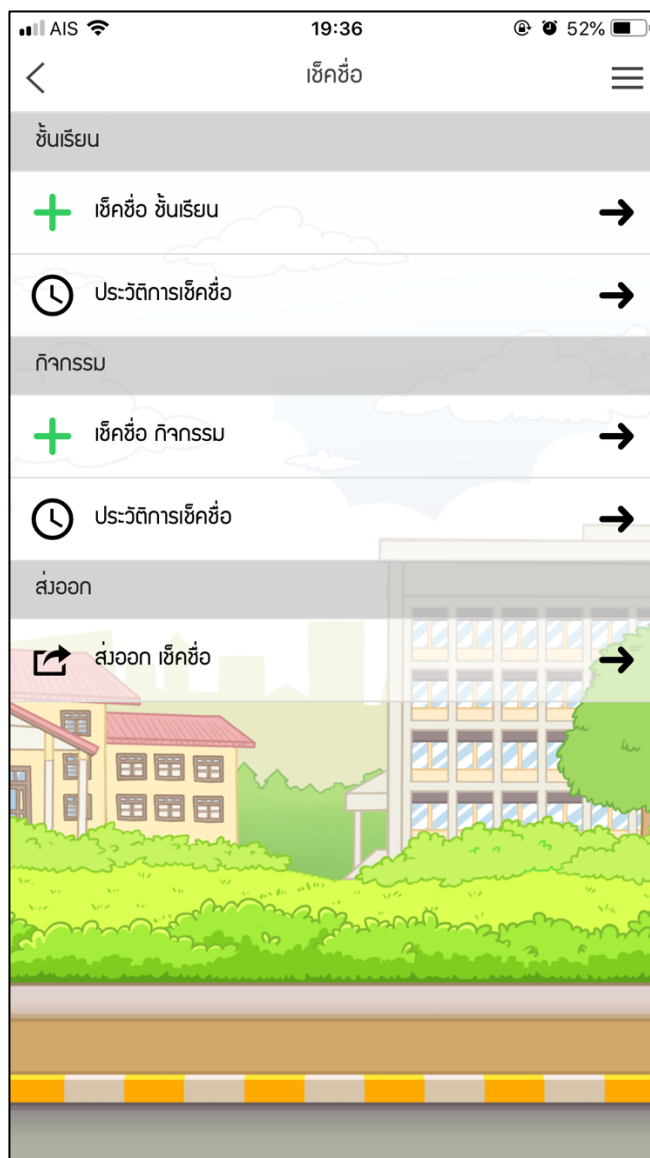 AIS 19:36 52%
เช็คชื่อ
ชั้นเรียน
เช็คชื่อ ชั้นเรียน
ประวัติการเช็คชื่อ
กิจกรรม
เช็คชื่อ กิจกรรม
ประวัติการเช็คชื่อ
ส่งออก
ส่งออก เช็คชื่อ